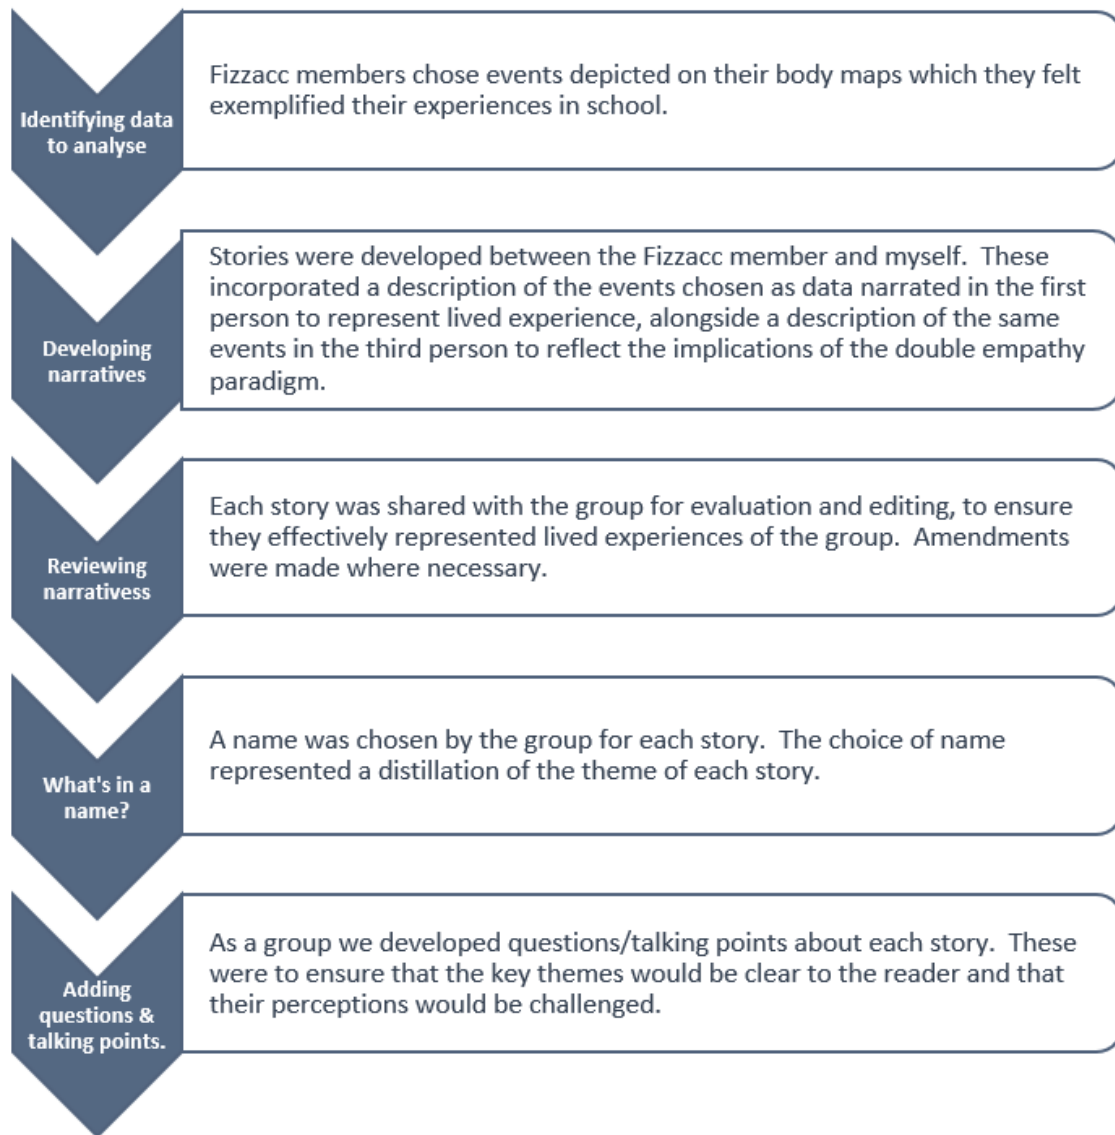 Identifying data
to analyse
Fizzacc members chose events depicted on their body maps which they felt
exemplified their experiences in school.
Developing
narratives
Stories were developed between the Fizzacc member and myself.  These
incorporated a description of the events chosen as data narrated in the first
person to represent lived experience, alongside a description of the same
events in the third person to reflect the implications of the double empathy
paradigm.
Reviewing
narrativess
Each story was shared with the group for evaluation and editing, to ensure
they effectively represented lived experiences of the group.  Amendments
were made where necessary.
What's in a
name?
A name was chosen by the group for each story.  The choice of name
represented a distillation of the theme of each story.
Adding
questions &
talking points.
As a group we developed questions/talking points about each story.  These
were to ensure that the key themes would be clear to the reader and that
their perceptions would be challenged.